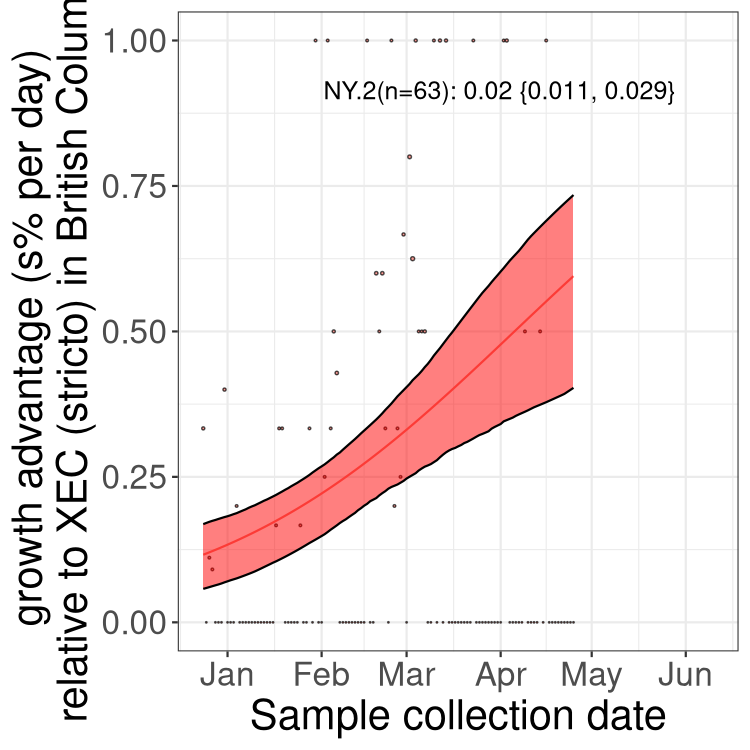 growth advantage (s% per day)
relative to XEC (stricto) in British Colum
1.00
0.75
0.50
0.25
0.00
NY.2(n=63): 0.02 {0.011, 0.029}
Jan Feb Mar Apr May Jun
Sample collection date